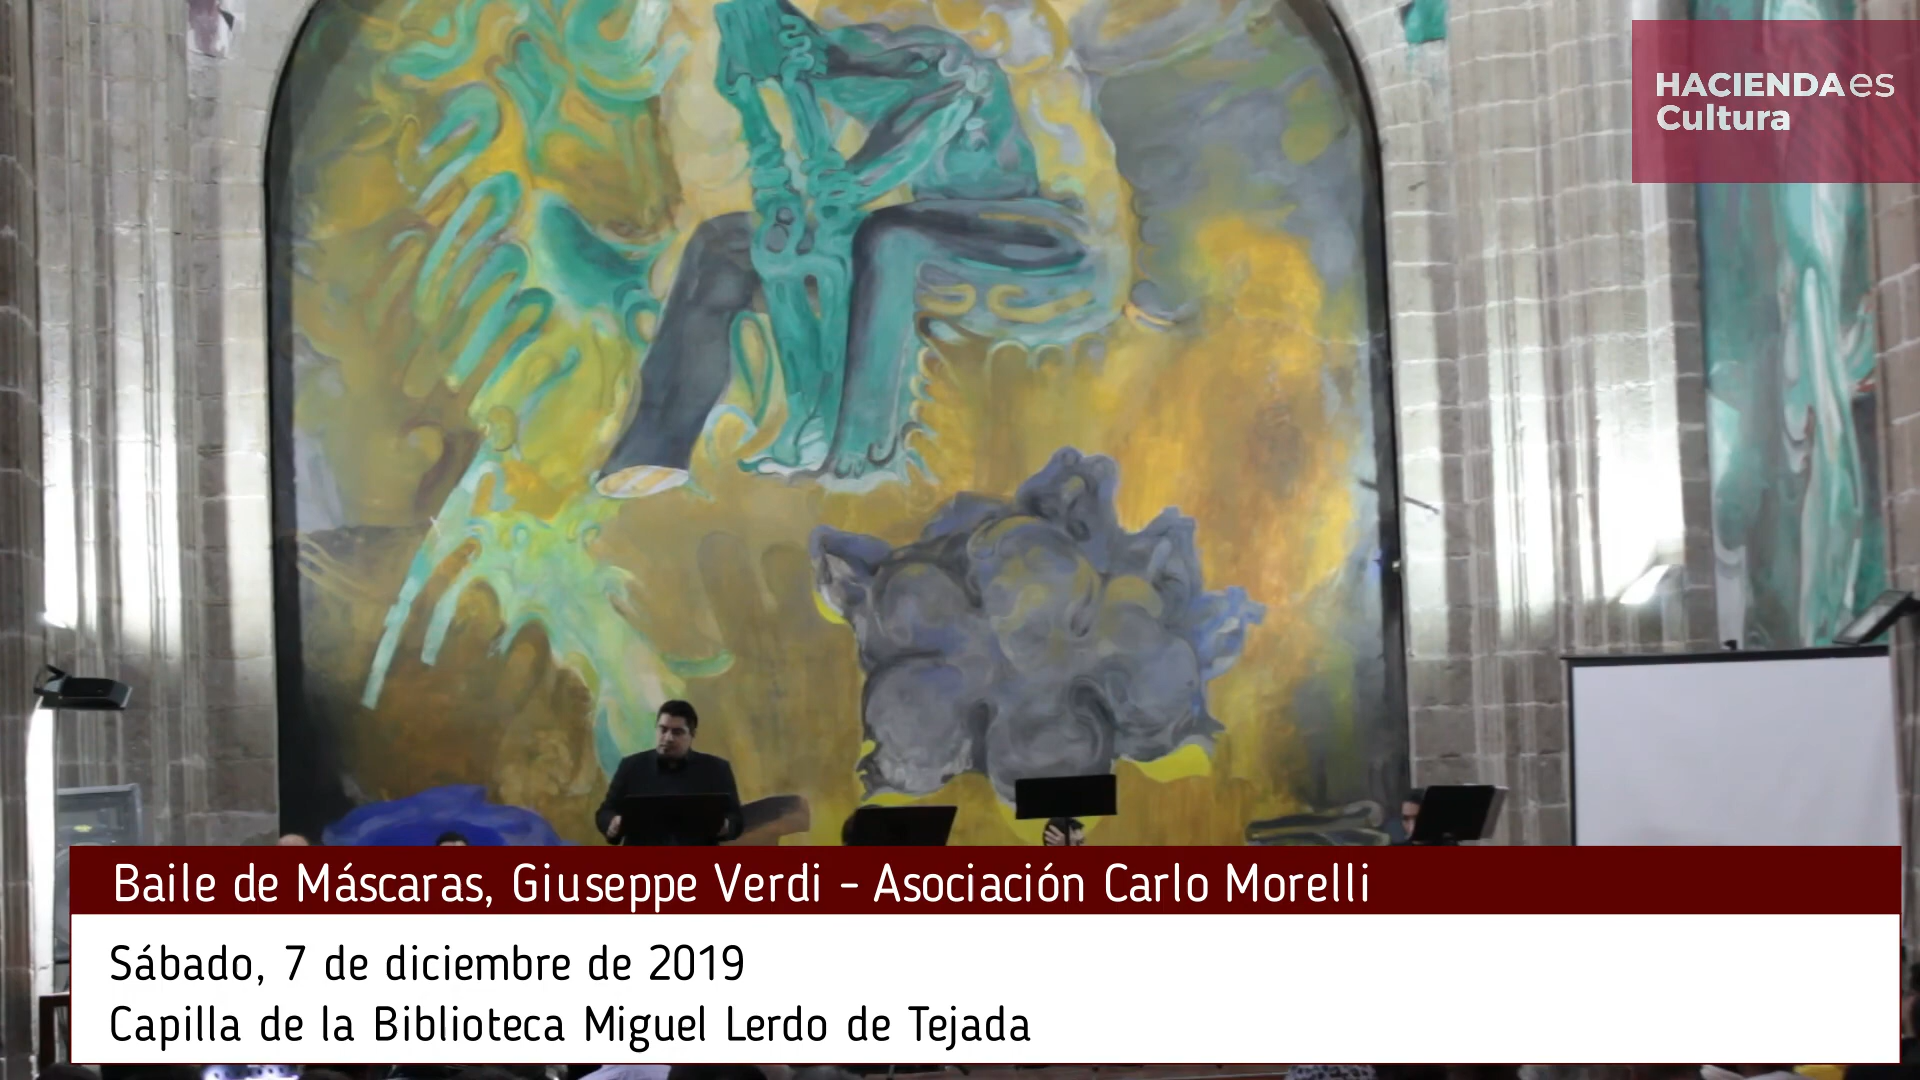 HACIENDA es
Cultura
Baile de Máscaras, Giuseppe Verdi - Asociación Carlo Morelli
Sábado, 7 de diciembre de 2019
Capilla de la Biblioteca Miguel Lerdo de Tejada